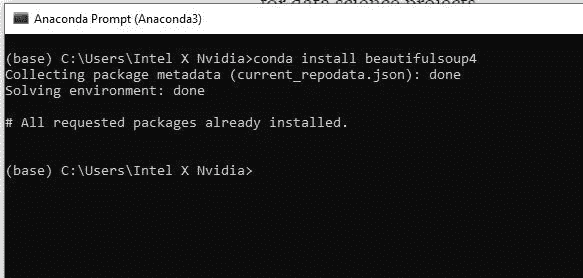 for data science projects
Anaconda Prompt (Anaconda3)
(base) C:\Users\Intel X Nvidia>conda install beautifulsoup4
Collecting package metadata (current_repodata.json): done
Solving environment: done
# All requested packages already installed.
(base) C:\Users\Intel X Nvidia>